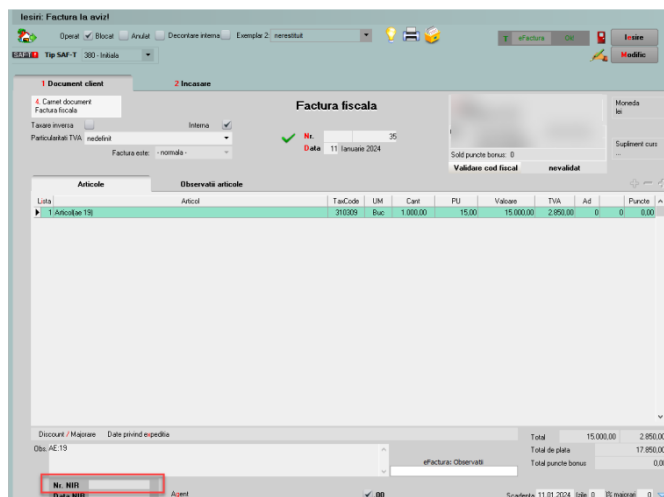 Iesiri: Factura la aviz!
Operat Blocat Anulat Decontare interna Exemplar 2: nerestituit
T eFactura On
Iesire
Modific
Tip SAF-T 380 - Initiala
1 Document client 2 Incasare
4. Carnet document
Factura fiscala
Taxare inversa Interna
Particularitati TVA nedefinit
Factura este: - normala -
Factura fiscala
Nr. 35
Data 11 Ianuarie 2024
Sold puncte bonus: 0
Validare cod fiscal nevalidat
Moneda
lei
Supliment curs
...
Articole Observatii articole
Lista Articol TaxCode UM Cant PU Valoare TVA Ad Puncte
1 Articol(ae 19) 310309 Buc 1.000,00 15,00 15.000,00 2.850,00 0 0 0,00
Discount / Majorare Date privind expeditia
Obs. AE:19
eFactura: Observatii
Total 15.000,00 2.850,00
Total de plata 17.850,00
Total puncte bonus 0,00
Nr. NIR
Data NIR
Agent
Scadenta 11.01.2024 0 % majorari 0